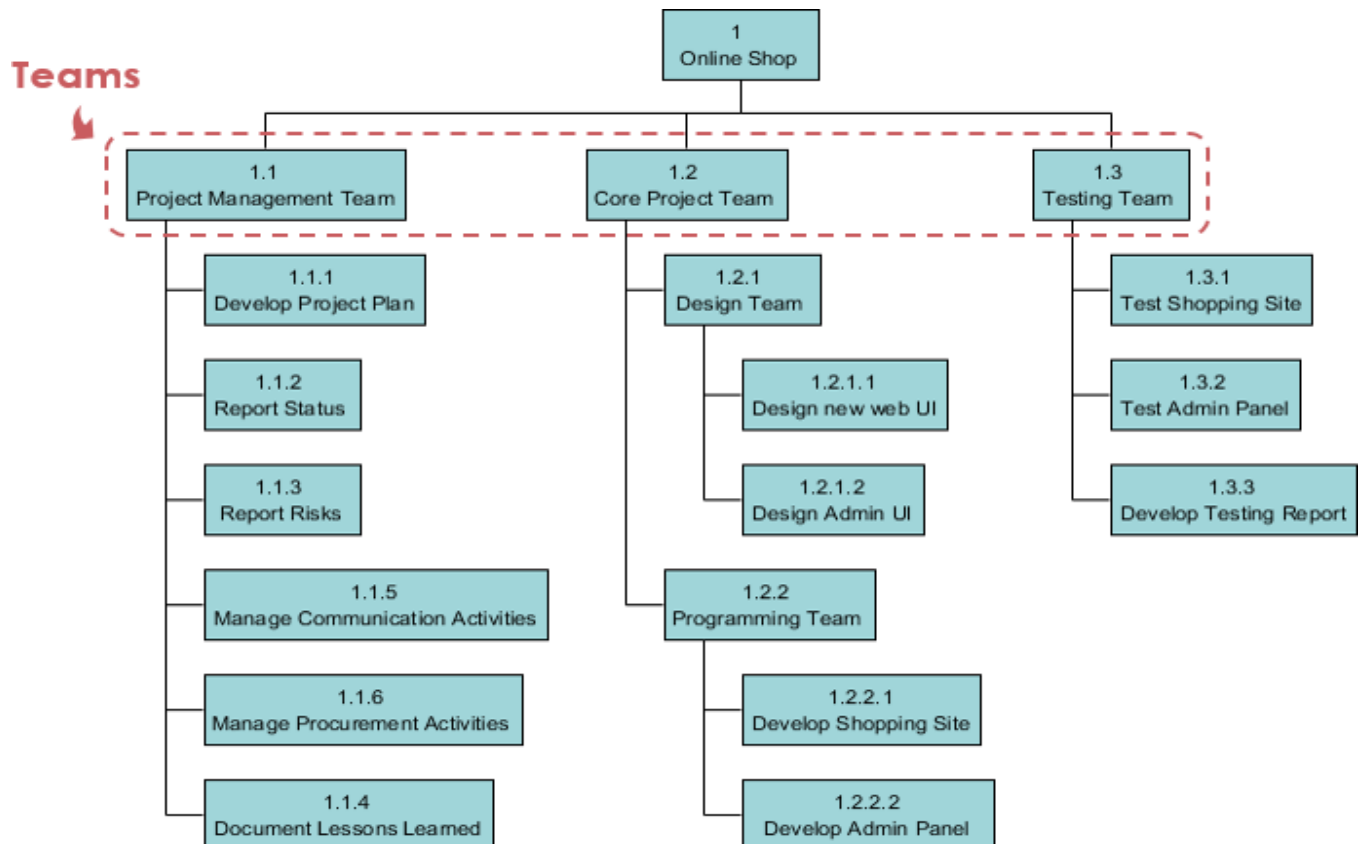 1
Online Shop
Teams
1.1
Project Management Team
1.2
Core Project Team
1.3
Testing Team
1.1.1
Develop Project Plan
1.1.2
Report Status
1.1.3
Report Risks
1.1.5
Manage Communication Activities
1.1.6
Manage Procurement Activities
1.1.4
Document Lessons Learned
1.2.1
Design Team
1.2.1.1
Design new web UI
1.2.1.2
Design Admin UI
1.2.2
Programming Team
1.2.2.1
Develop Shopping Site
1.2.2.2
Develop Admin Panel
1.3.1
Test Shopping Site
1.3.2
Test Admin Panel
1.3.3
Develop Testing Report